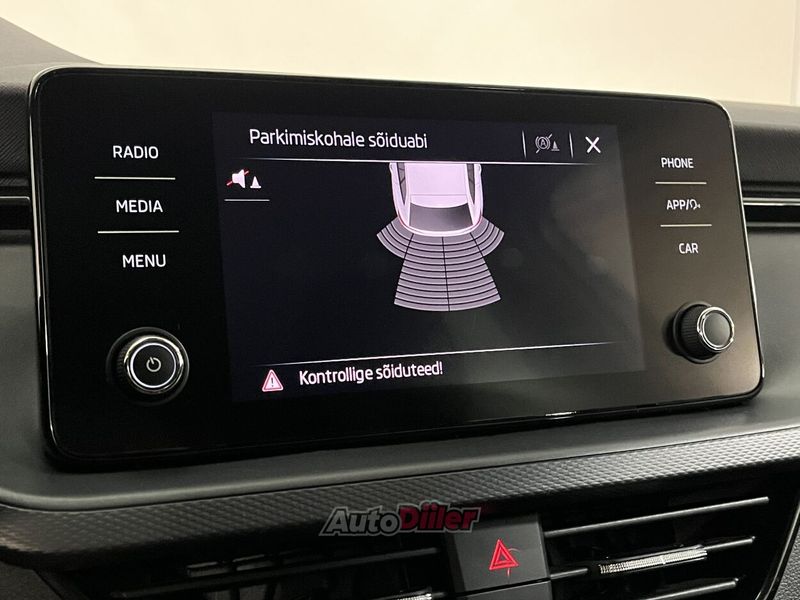 Parkimiskohale sõiduabi
RADIO
MEDIA
MENU
PHONE
APP/
CAR
Kontrollige sõiduteed!
AutoDiiler